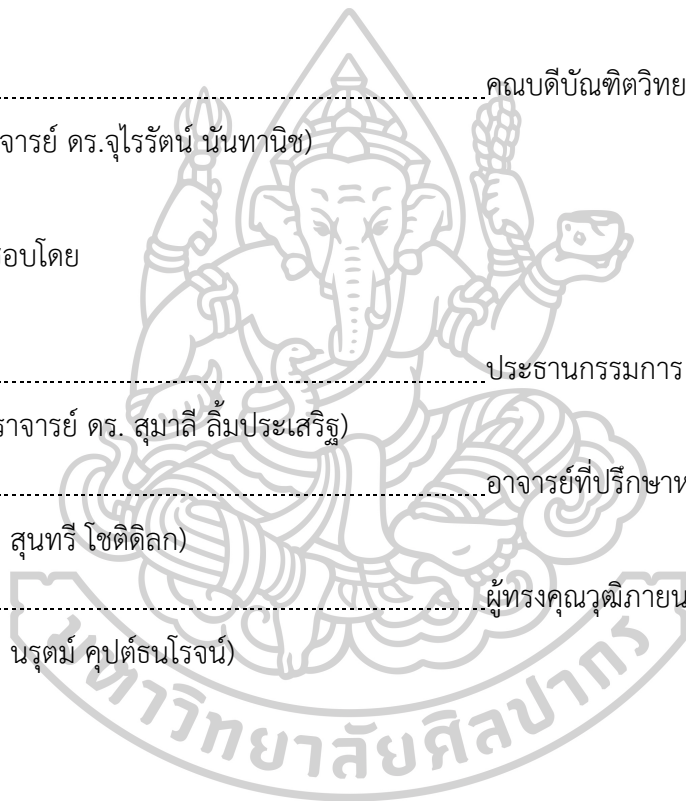 คณบดีบัณฑิตวิทย
จารย์ ดร.จุไรรัตน์ นันทานิช)
อบโดย
ประธานกรรมการ
ราจารย์ ดร. สุมาลี ลิ้มประเสริฐ)
อาจารย์ที่ปรึกษาห
สุนทรี โชติดิลก)
ผู้ทรงคุณวุฒิภายน
นรุตม์ คุปต์ธนโรจน์)
มหาวิทยาลัยศิลปากร